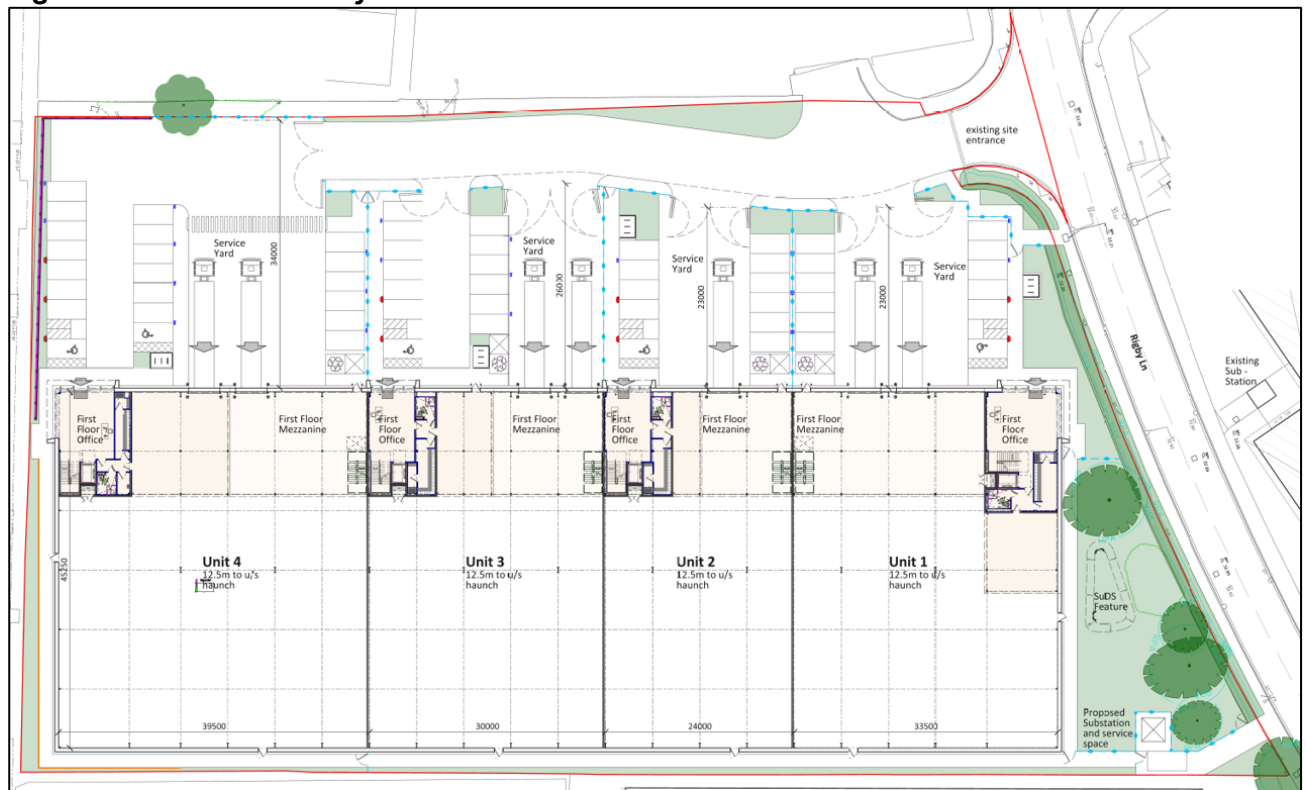 existing site
entrance
Service
Yard
34000
Service
Yard
26000
Service
Yard
23000
23000
Service
Yard
Rigby Ln
Existing
Sub -
Station
First
Floor
Office
First Floor
Mezzanine
First
Floor
Office
First Floor
Mezzanine
First
Floor
Office
First Floor
Mezzanine
First Floor
Mezzanine
First
Floor
Office
Unit 4
12.5m to u/s
haunch
Unit 3
12.5m to u/s
haunch
Unit 2
12.5m to u/s
haunch
Unit 1
12.5m to u/s
haunch
45250
SuDS
Feature
39500
30000
24000
33500
Proposed
Substation
and service
space